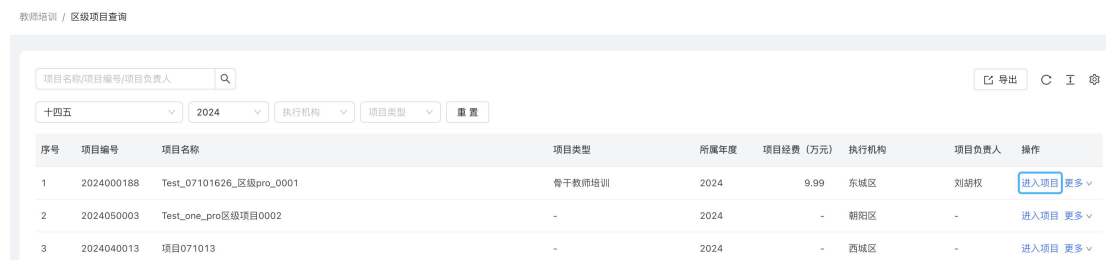 教师培训 / 区级项目查询
项目名称/项目编号/项目负责人 导出
十四五 2024 执行机构 项目类型 重置
序号 项目编号 项目名称 项目类型 所属年度 项目经费（万元） 执行机构 项目负责人 操作
1 2024000188 Test_07101626_区级pro_0001 骨干教师培训 2024 9.99 东城区 刘胡权 进入项目 更多
2 2024050003 Test_one_pro区级项目0002 - 2024 - 朝阳区 - 进入项目 更多
3 2024040013 项目071013 - 2024 - 西城区 - 进入项目 更多